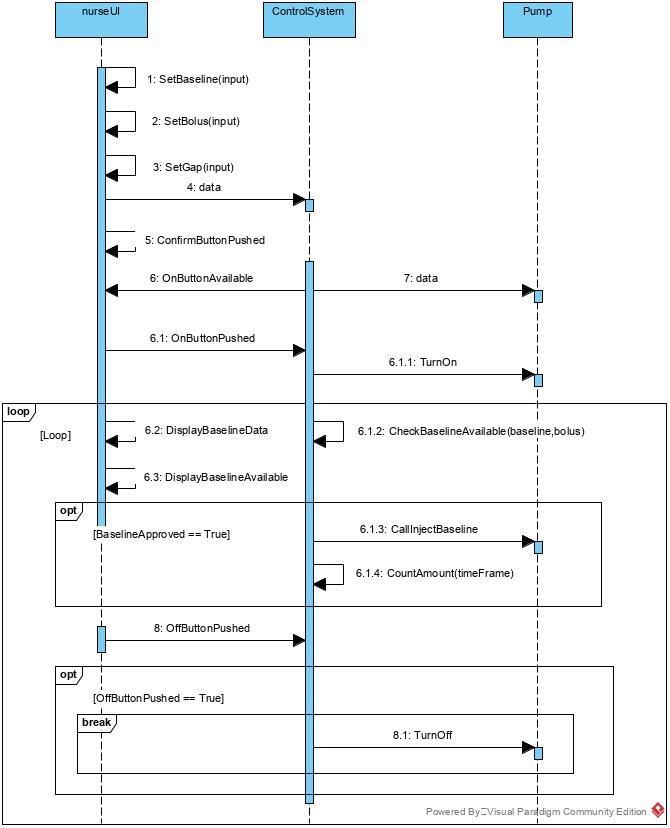 nurseUI
ControlSystem
Pump
1: SetBaseline(input)
2: SetBolus(input)
3: SetGap(input)
4: data
5: ConfirmButtonPushed
6: OnButtonAvailable
7: data
6.1: OnButtonPushed
6.1.1: TurnOn
loop
[Loop]
6.2: DisplayBaselineData
6.1.2: CheckBaselineAvailable(baseline,bolus)
6.3: DisplayBaselineAvailable
opt
[BaselineApproved == True]
6.1.3: CallInjectBaseline
6.1.4: CountAmount(timeFrame)
8: OffButtonPushed
opt
[OffButtonPushed == True]
break
8.1: TurnOff
Powered By Visual Paradigm Community Edition